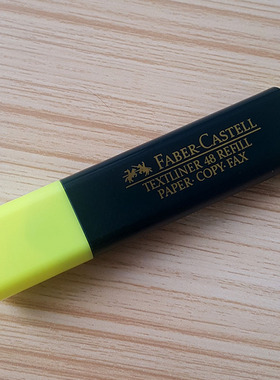 FABER-CASTELL
TEXTLINER 48 REFILL
PAPER · COPY · FAX